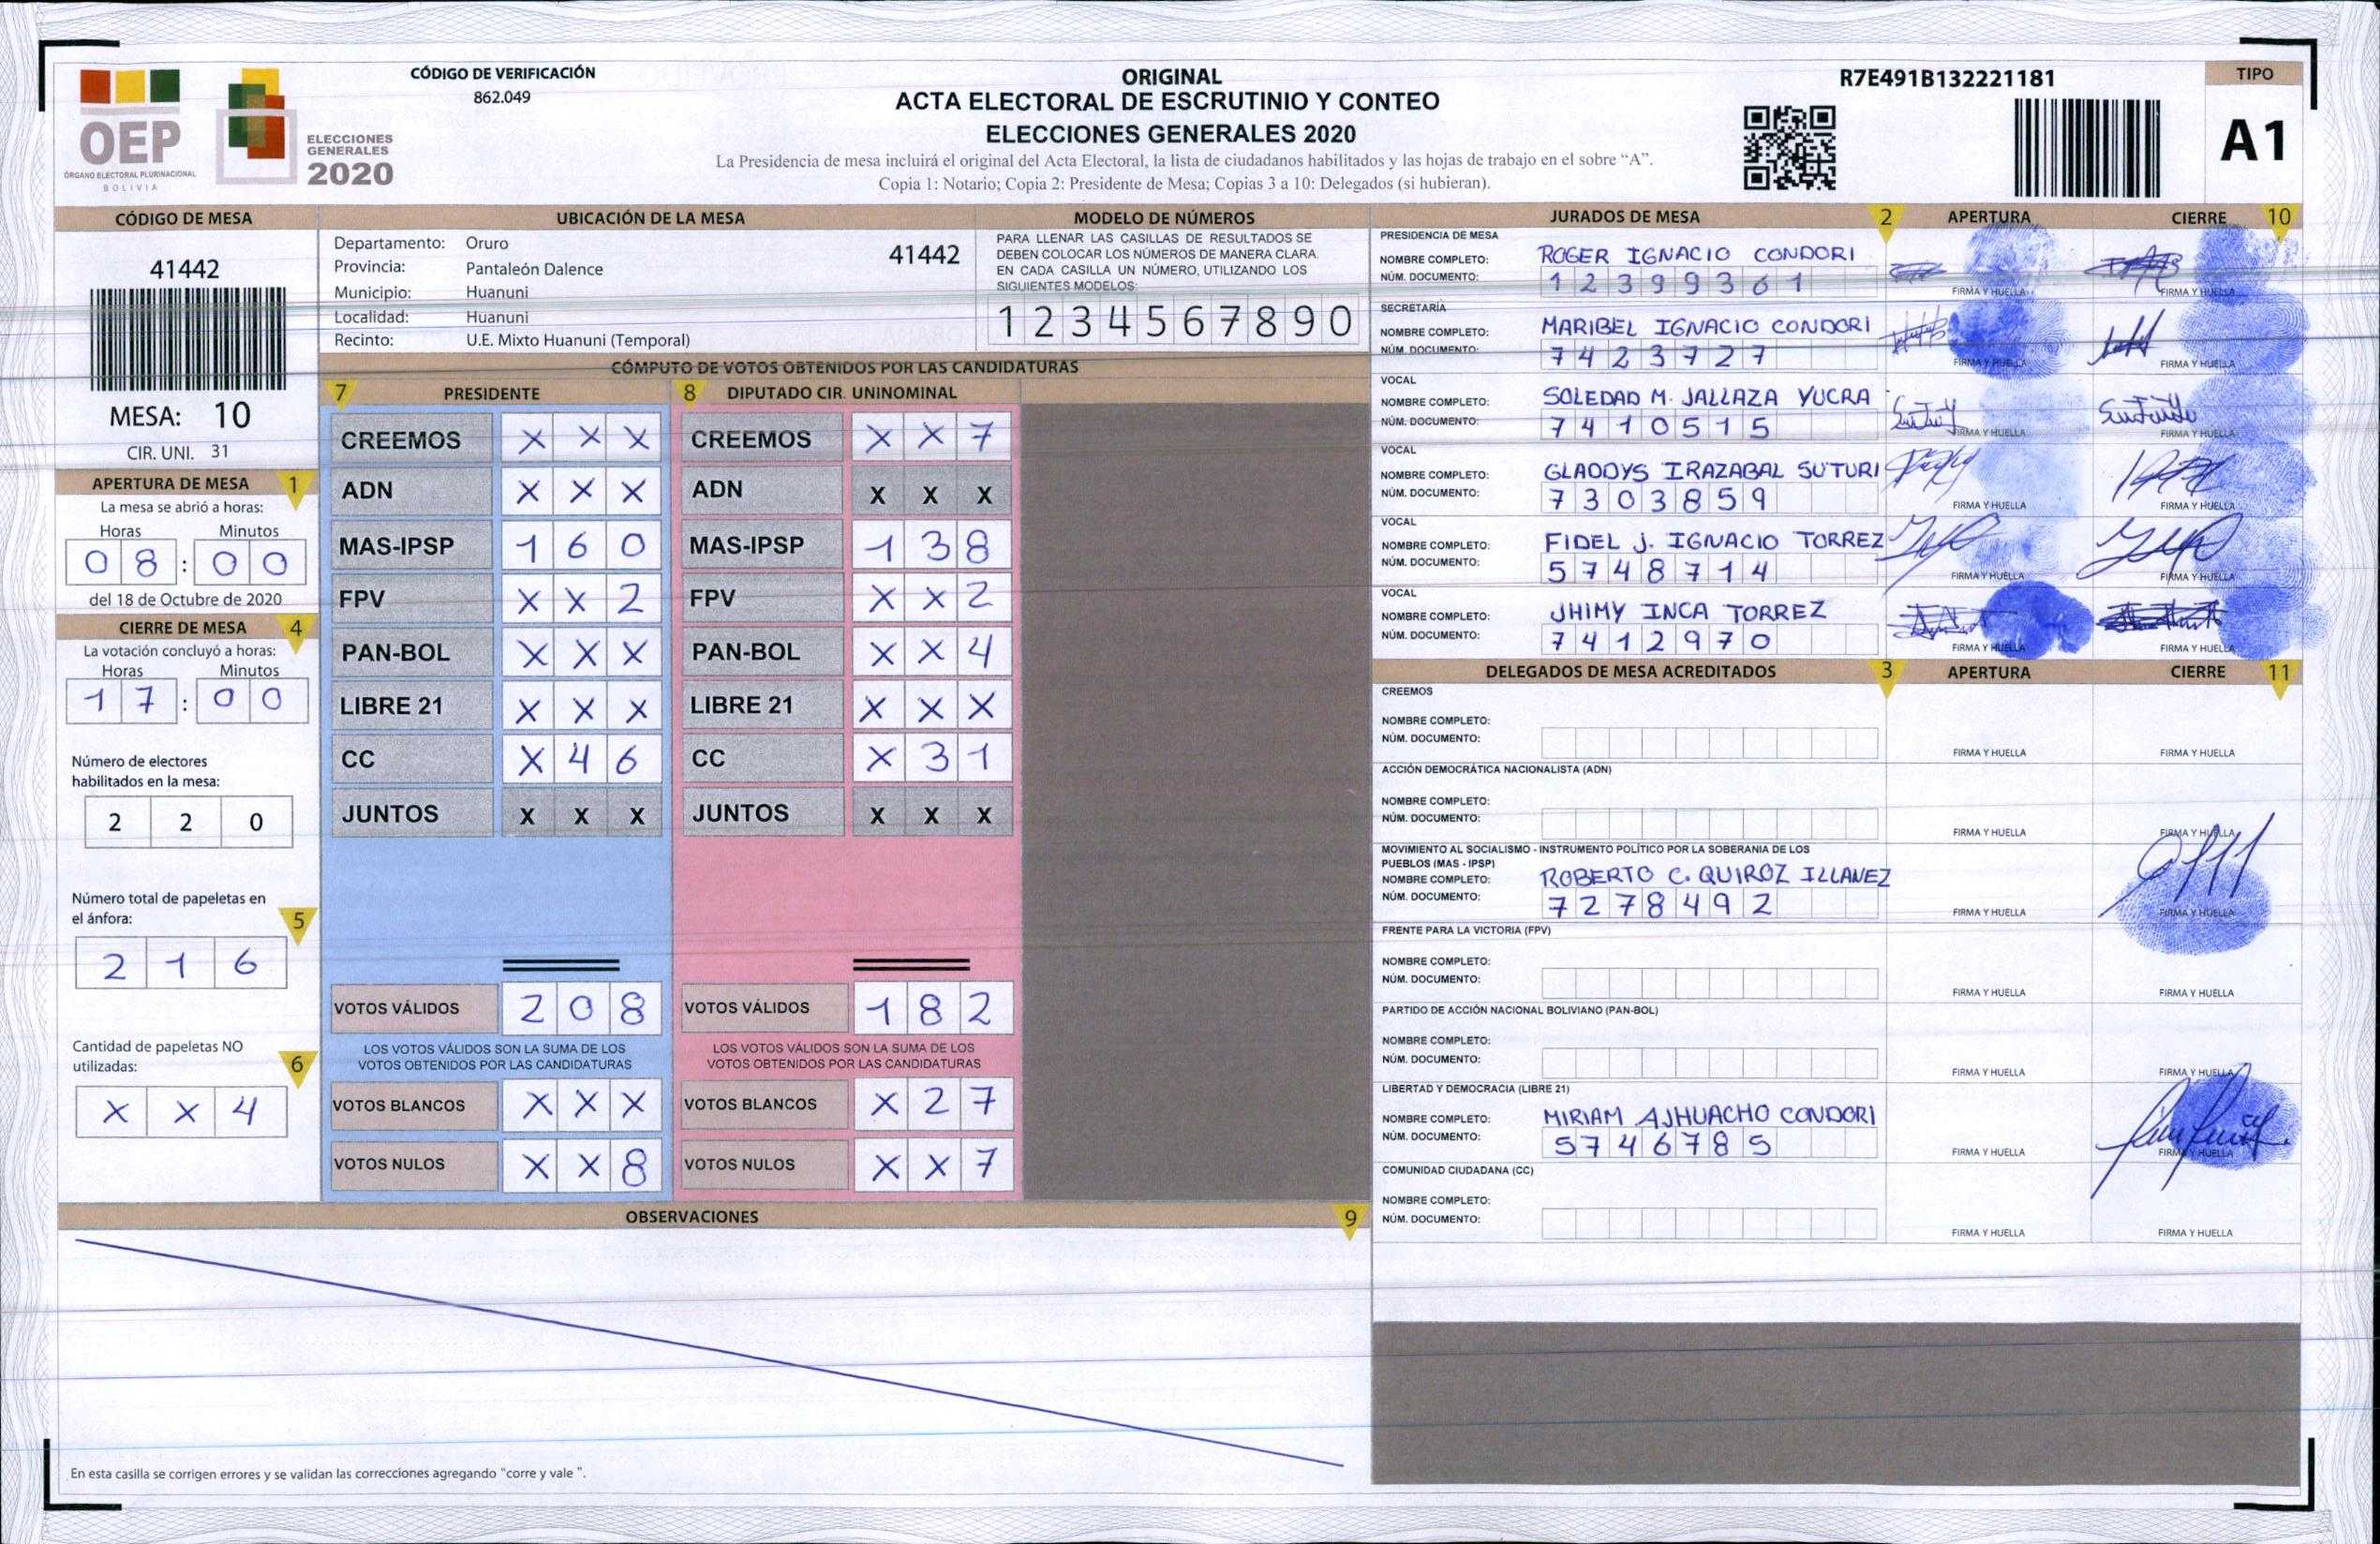 OEP
ÓRGANO ELECTORAL PLURINACIONAL
BOLIVIA
ELECCIONES
GENERALES
2020
CÓDIGO DE VERIFICACIÓN
862.049
ORIGINAL
ACTA ELECTORAL DE ESCRUTINIO Y CONTEO
ELECCIONES GENERALES 2020
La Presidencia de mesa incluirá el original del Acta Electoral, la lista de ciudadanos habilitados y las hojas de trabajo en el sobre “A”.
Copia 1: Notario; Copia 2: Presidente de Mesa; Copias 3 a 10: Delegados (si hubieran).
R7E491B132221181
TIPO
A1
CÓDIGO DE MESA
41442
MESA: 10
CIR. UNI. 31
APERTURA DE MESA 1
La mesa se abrió a horas:
Horas Minutos
0 8 : 0 0
del 18 de Octubre de 2020
CIERRE DE MESA 4
La votación concluyó a horas:
Horas Minutos
1 7 : 0 0
Número de electores
habilitados en la mesa:
2 2 0
Número total de papeletas en
el ánfora: 5
2 1 6
Cantidad de papeletas NO
utilizadas: 6
X X 4
UBICACIÓN DE LA MESA
Departamento: Oruro 41442
Provincia: Pantaleón Dalence
Municipio: Huanuni
Localidad: Huanuni
Recinto: U.E. Mixto Huanuni (Temporal)
MODELO DE NÚMEROS
PARA LLENAR LAS CASILLAS DE RESULTADOS SE
DEBEN COLOCAR LOS NÚMEROS DE MANERA CLARA.
EN CADA CASILLA UN NÚMERO, UTILIZANDO LOS
SIGUIENTES MODELOS:
1 2 3 4 5 6 7 8 9 0
CÓMPUTO DE VOTOS OBTENIDOS POR LAS CANDIDATURAS
7 PRESIDENTE 8 DIPUTADO CIR. UNINOMINAL
CREEMOS X X X CREEMOS X X 7
ADN X X X ADN X X X
MAS-IPSP 1 6 0 MAS-IPSP 1 3 8
FPV X X 2 FPV X X 2
PAN-BOL X X X PAN-BOL X X 4
LIBRE 21 X X X LIBRE 21 X X X
CC X 4 6 CC X 3 1
JUNTOS X X X JUNTOS X X X
VOTOS VÁLIDOS 2 0 8 VOTOS VÁLIDOS 1 8 2
LOS VOTOS VÁLIDOS SON LA SUMA DE LOS LOS VOTOS VÁLIDOS SON LA SUMA DE LOS
VOTOS OBTENIDOS POR LAS CANDIDATURAS VOTOS OBTENIDOS POR LAS CANDIDATURAS
VOTOS BLANCOS X X X VOTOS BLANCOS X 2 7
VOTOS NULOS X X 8 VOTOS NULOS X X 7
OBSERVACIONES 9
En esta casilla se corrigen errores y se validan las correcciones agregando "corre y vale ".
JURADOS DE MESA 2 APERTURA CIERRE 10
PRESIDENCIA DE MESA
NOMBRE COMPLETO: ROGER IGNACIO CONDORI
NÚM. DOCUMENTO: 1 2 3 9 9 3 6 1 FIRMA Y HUELLA FIRMA Y HUELLA
SECRETARÍA
NOMBRE COMPLETO: MARIBEL IGNACIO CONDORI
NÚM. DOCUMENTO: 7 4 2 3 7 2 7 FIRMA Y HUELLA FIRMA Y HUELLA
VOCAL
NOMBRE COMPLETO: SOLEDAD M. JALLAZA YUCRA
NÚM. DOCUMENTO: 7 4 1 0 5 1 5 FIRMA Y HUELLA FIRMA Y HUELLA
VOCAL
NOMBRE COMPLETO: GLADDYS IRAZABAL SUTURI
NÚM. DOCUMENTO: 7 3 0 3 8 5 9 FIRMA Y HUELLA FIRMA Y HUELLA
VOCAL
NOMBRE COMPLETO: FIDEL J. IGNACIO TORREZ
NÚM. DOCUMENTO: 5 7 4 8 7 1 4 FIRMA Y HUELLA FIRMA Y HUELLA
VOCAL
NOMBRE COMPLETO: JHIMY INCA TORREZ
NÚM. DOCUMENTO: 7 4 1 2 9 7 0 FIRMA Y HUELLA FIRMA Y HUELLA
DELEGADOS DE MESA ACREDITADOS 3 APERTURA CIERRE 11
CREEMOS
NOMBRE COMPLETO:
NÚM. DOCUMENTO: FIRMA Y HUELLA FIRMA Y HUELLA
ACCIÓN DEMOCRÁTICA NACIONALISTA (ADN)
NOMBRE COMPLETO:
NÚM. DOCUMENTO: FIRMA Y HUELLA FIRMA Y HUELLA
MOVIMIENTO AL SOCIALISMO - INSTRUMENTO POLÍTICO POR LA SOBERANIA DE LOS
PUEBLOS (MAS - IPSP)
NOMBRE COMPLETO: ROBERTO C. QUIROZ ILLANEZ
NÚM. DOCUMENTO: 7 2 7 8 4 9 2 FIRMA Y HUELLA FIRMA Y HUELLA
FRENTE PARA LA VICTORIA (FPV)
NOMBRE COMPLETO:
NÚM. DOCUMENTO: FIRMA Y HUELLA FIRMA Y HUELLA
PARTIDO DE ACCIÓN NACIONAL BOLIVIANO (PAN-BOL)
NOMBRE COMPLETO:
NÚM. DOCUMENTO: FIRMA Y HUELLA FIRMA Y HUELLA
LIBERTAD Y DEMOCRACIA (LIBRE 21)
NOMBRE COMPLETO: MIRIAM AJHUACHO CONDORI
NÚM. DOCUMENTO: 5 7 4 6 7 8 5 FIRMA Y HUELLA FIRMA Y HUELLA
COMUNIDAD CIUDADANA (CC)
NOMBRE COMPLETO:
NÚM. DOCUMENTO: FIRMA Y HUELLA FIRMA Y HUELLA